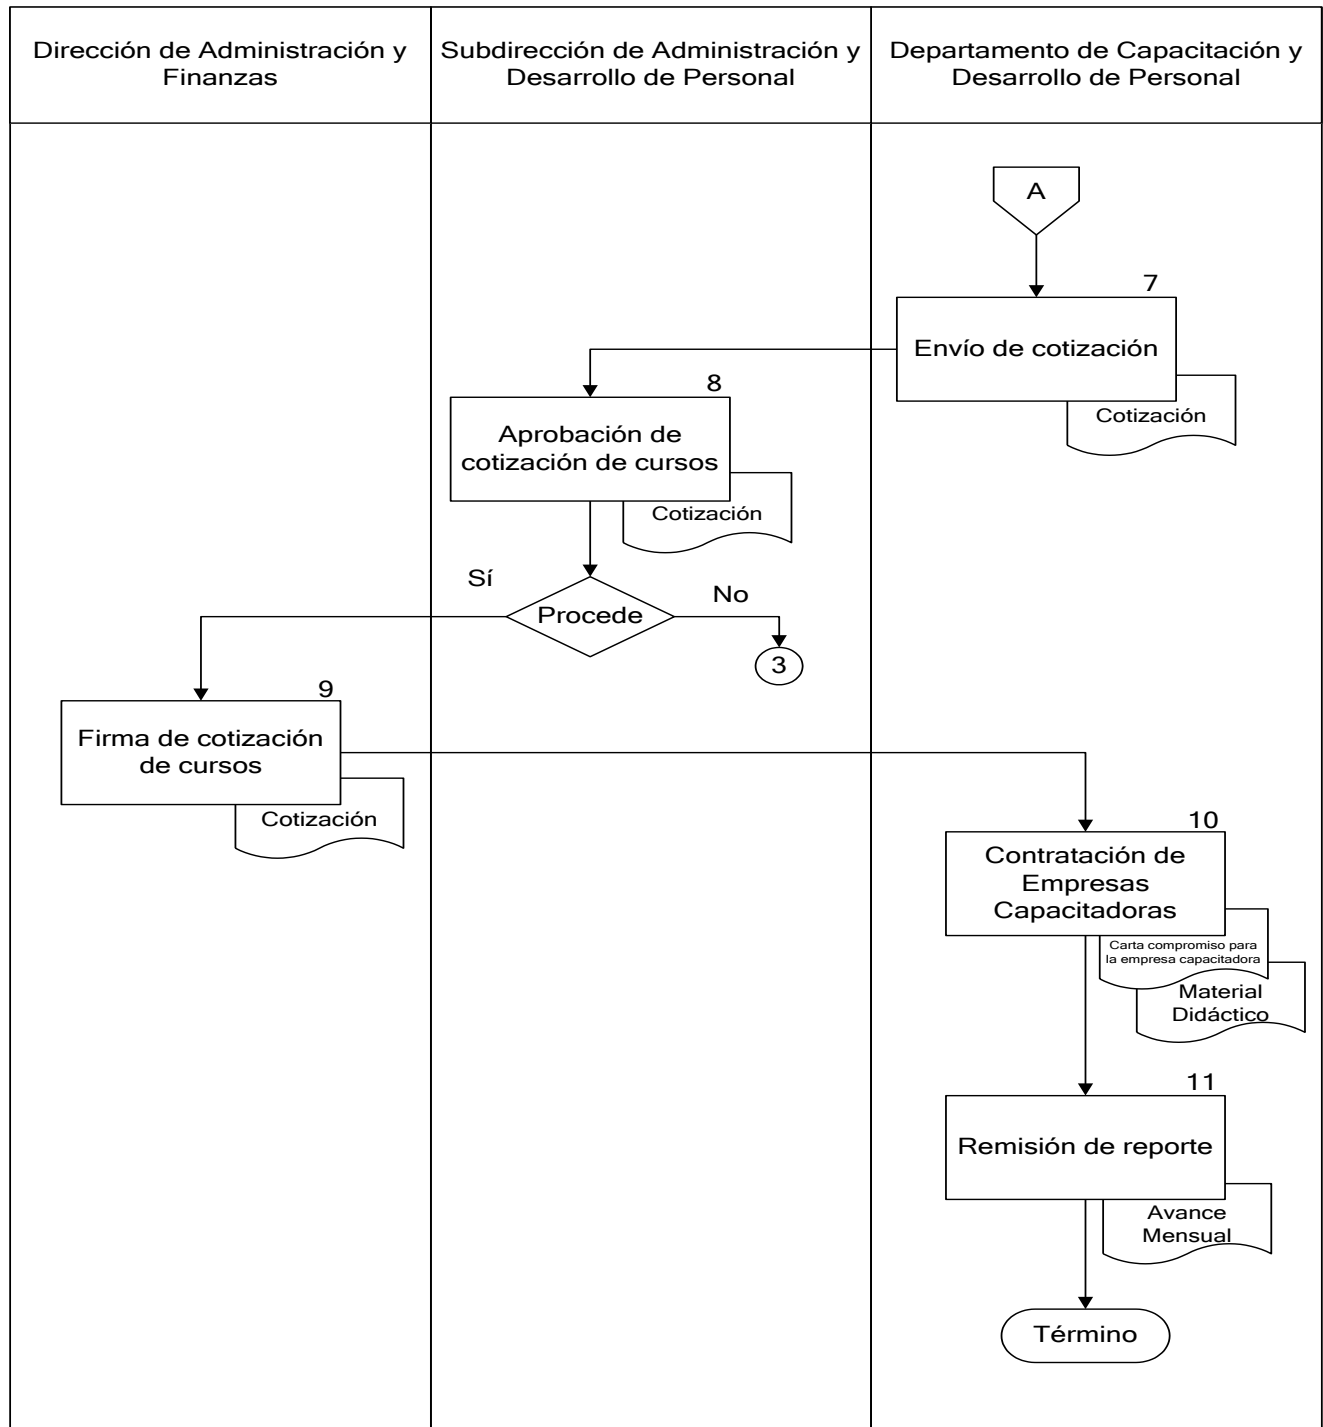 Dirección de Administración y
Finanzas
Subdirección de Administración y
Desarrollo de Personal
Departamento de Capacitación y
Desarrollo de Personal
A
7
Envío de cotización
Cotización
8
Aprobación de
cotización de cursos
Cotización
Sí
Procede
No
3
9
Firma de cotización
de cursos
Cotización
10
Contratación de
Empresas
Capacitadoras
Carta compromiso para
la empresa capacitadora
Material
Didáctico
11
Remisión de reporte
Avance
Mensual
Término